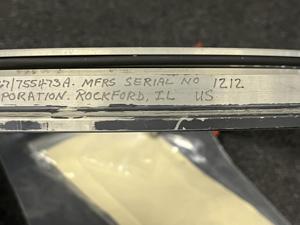 7/755473A. MFRS SERIAL NO 1212
PORATION. ROCKFORD, IL US